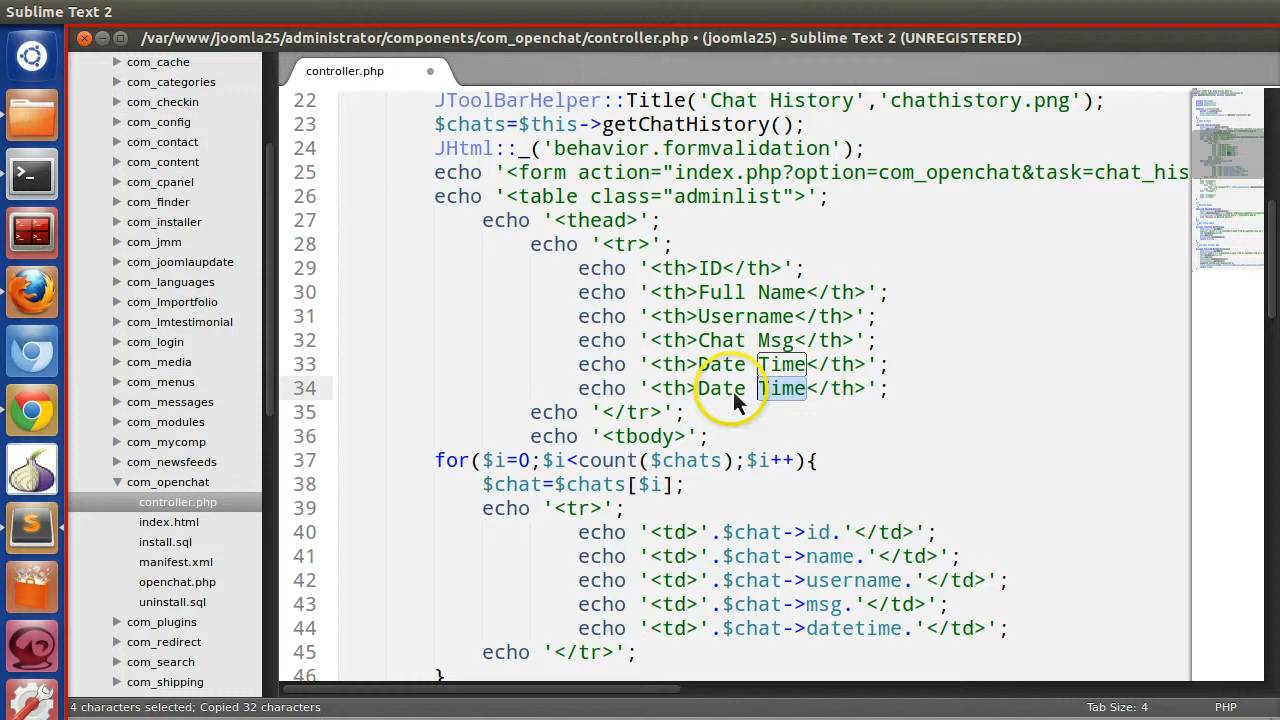 Sublime Text 2
/var/www/joomla25/administrator/components/com_openchat/controller.php • (joomla25) - Sublime Text 2 (UNREGISTERED)
com_cache
com_categories
com_checkin
com_config
com_contact
com_content
com_cpanel
com_finder
com_installer
com_jmm
com_joomlaupdate
com_languages
com_lmportfolio
com_lmtestimonial
com_login
com_media
com_menus
com_messages
com_modules
com_mycomp
com_newsfeeds
com_openchat
controller.php
index.html
install.sql
manifest.xml
openchat.php
uninstall.sql
com_plugins
com_redirect
com_search
com_shipping
controller.php
22 JToolBarHelper::Title('Chat History','chathistory.png');
23 $chats=$this->getChatHistory();
24 JHtml::_('behavior.formvalidation');
25 echo '<form action="index.php?option=com_openchat&task=chat_his
26 echo '<table class="adminlist">';
27 echo '<thead>';
28 echo '<tr>';
29 echo '<th>ID</th>';
30 echo '<th>Full Name</th>';
31 echo '<th>Username</th>';
32 echo '<th>Chat Msg</th>';
33 echo '<th>Date Time</th>';
34 echo '<th>Date Time</th>';
35 echo '</tr>';
36 echo '<tbody>';
37 for($i=0;$i<count($chats);$i++){
38 $chat=$chats[$i];
39 echo '<tr>';
40 echo '<td>'.$chat->id.'</td>';
41 echo '<td>'.$chat->name.'</td>';
42 echo '<td>'.$chat->username.'</td>';
43 echo '<td>'.$chat->msg.'</td>';
44 echo '<td>'.$chat->datetime.'</td>';
45 echo '</tr>';
46 }
4 characters selected; Copied 32 characters
Tab Size: 4
PHP